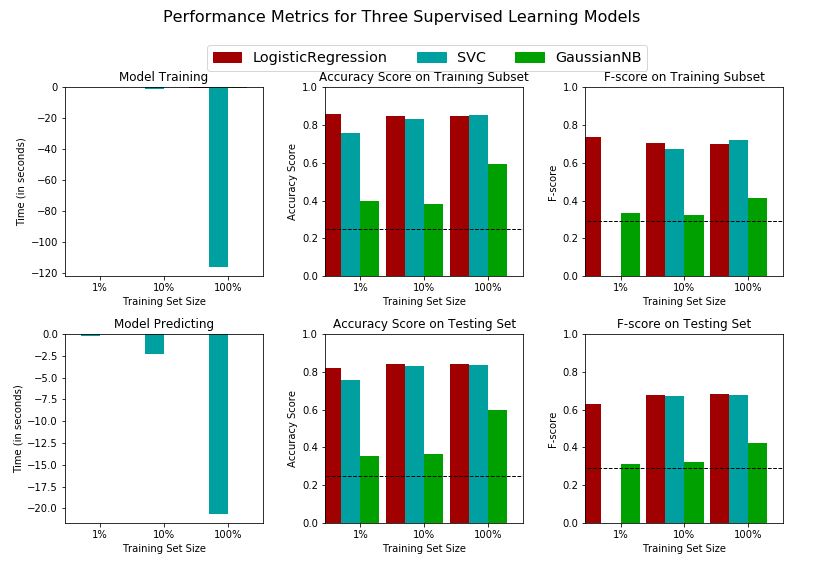 Performance Metrics for Three Supervised Learning Models
LogisticRegression SVC GaussianNB
Model Training
Accuracy Score on Training Subset
F-score on Training Subset
Time (in seconds)
0
−20
−40
−60
−80
−100
−120
1% 10% 100%
Training Set Size
Accuracy Score
1.0
0.8
0.6
0.4
0.2
0.0
1% 10% 100%
Training Set Size
F-score
1.0
0.8
0.6
0.4
0.2
0.0
1% 10% 100%
Training Set Size
Model Predicting
Accuracy Score on Testing Set
F-score on Testing Set
Time (in seconds)
0.0
−2.5
−5.0
−7.5
−10.0
−12.5
−15.0
−17.5
−20.0
1% 10% 100%
Training Set Size
Accuracy Score
1.0
0.8
0.6
0.4
0.2
0.0
1% 10% 100%
Training Set Size
F-score
1.0
0.8
0.6
0.4
0.2
0.0
1% 10% 100%
Training Set Size